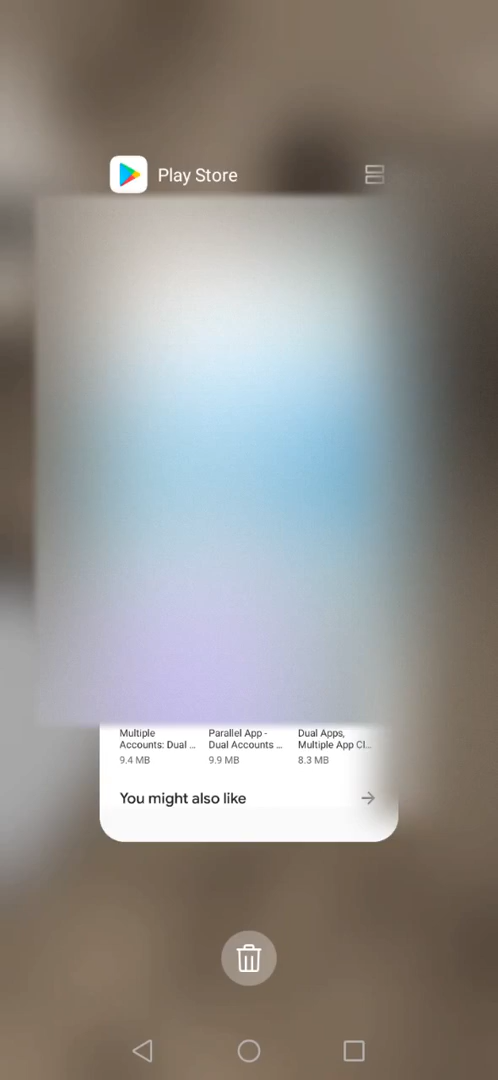 Play Store
Multiple Parallel App - Dual Apps,
Accounts: Dual ... Dual Accounts ... Multiple App Cl...
9.4 MB 9.9 MB 8.3 MB
You might also like